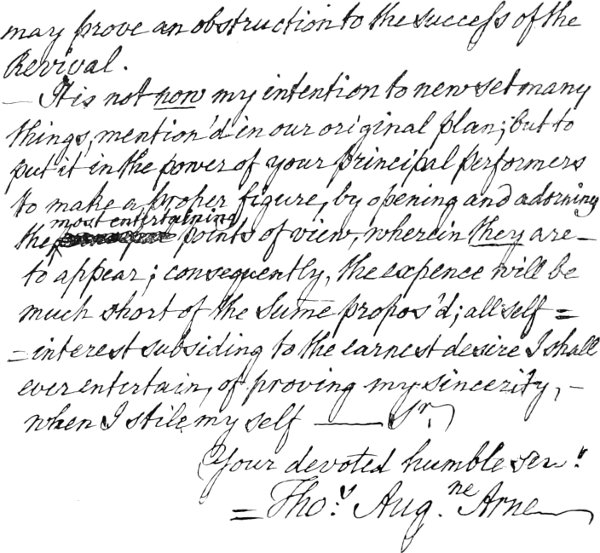 may prove an obstruction to the success of the
Revival.
— It is not now my intention to new set many
things, mention'd in our original plan; but to
put it in the power of your principal performers
to make a proper figure, by opening and adorning
most entertaining
the points of view, wherein they are—
to appear; consequently, the expence will be
much short of the Sume propos'd; all self =
= interest subsiding to the earnest desire I shall
ever entertain, of proving my sincerity, –
when I stile my self —— Sr,
Your devoted humble Servt
= Thos. Augne Arne